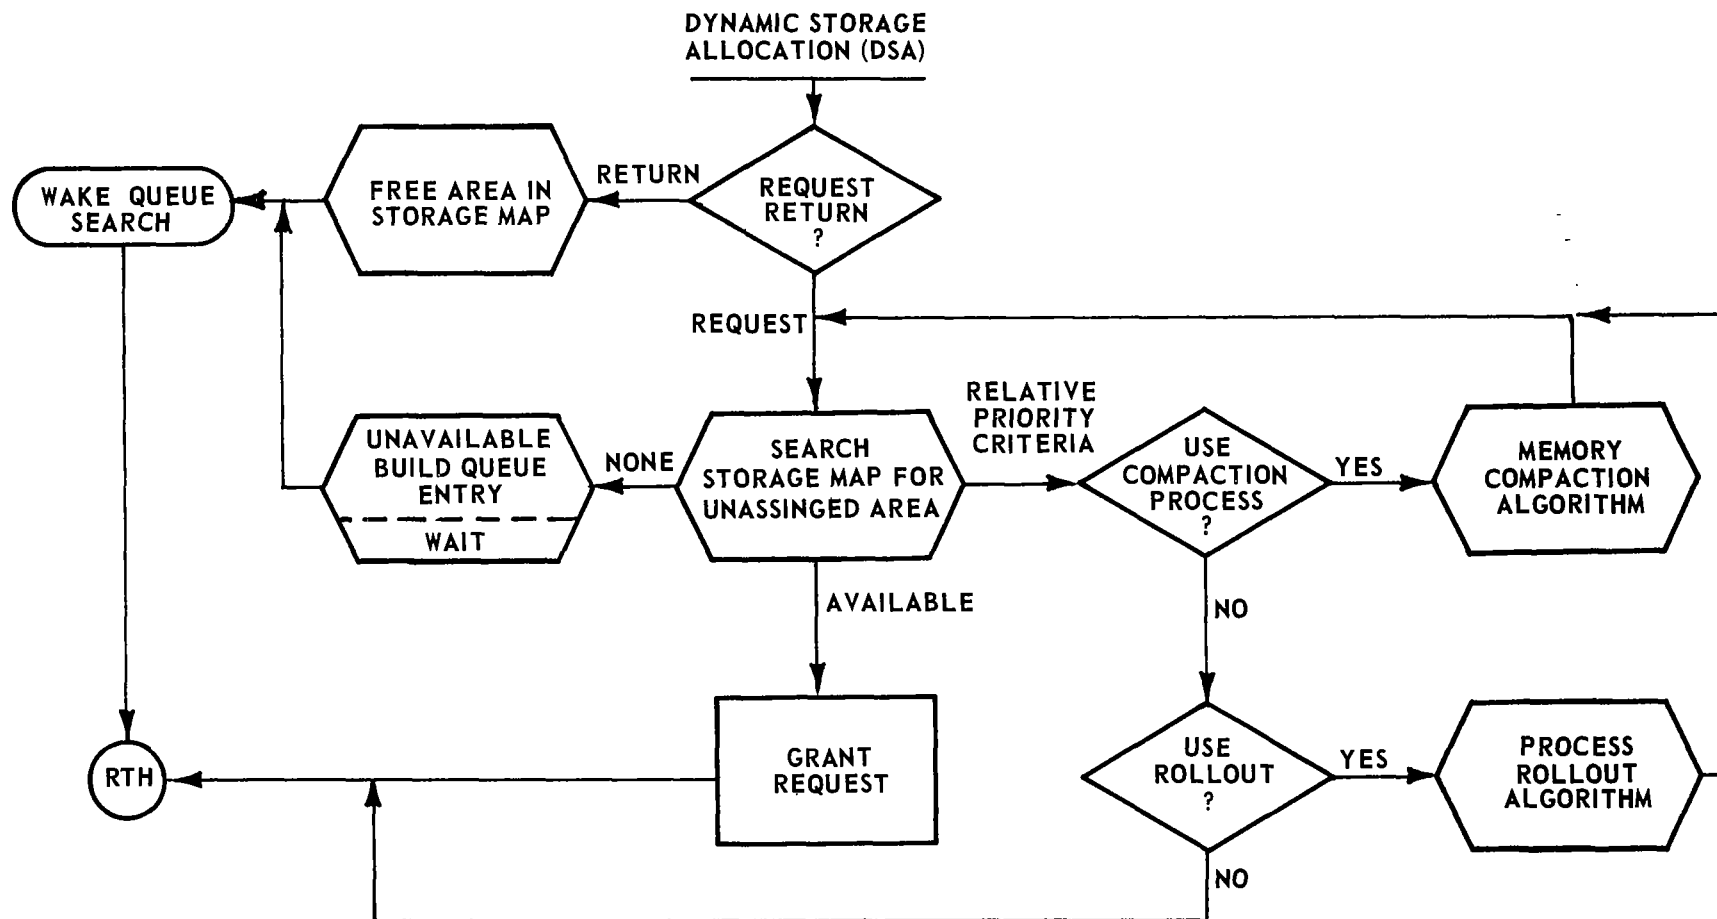 DYNAMIC STORAGE
ALLOCATION (DSA)
WAKE QUEUE
SEARCH
FREE AREA IN
STORAGE MAP
RETURN
REQUEST
RETURN
?
REQUEST
UNAVAILABLE
BUILD QUEUE
ENTRY
WAIT
NONE
SEARCH
STORAGE MAP FOR
UNASSINGED AREA
RELATIVE
PRIORITY
CRITERIA
USE
COMPACTION
PROCESS
?
YES
MEMORY
COMPACTION
ALGORITHM
AVAILABLE
NO
RTH
GRANT
REQUEST
USE
ROLLOUT
?
YES
PROCESS
ROLLOUT
ALGORITHM
NO